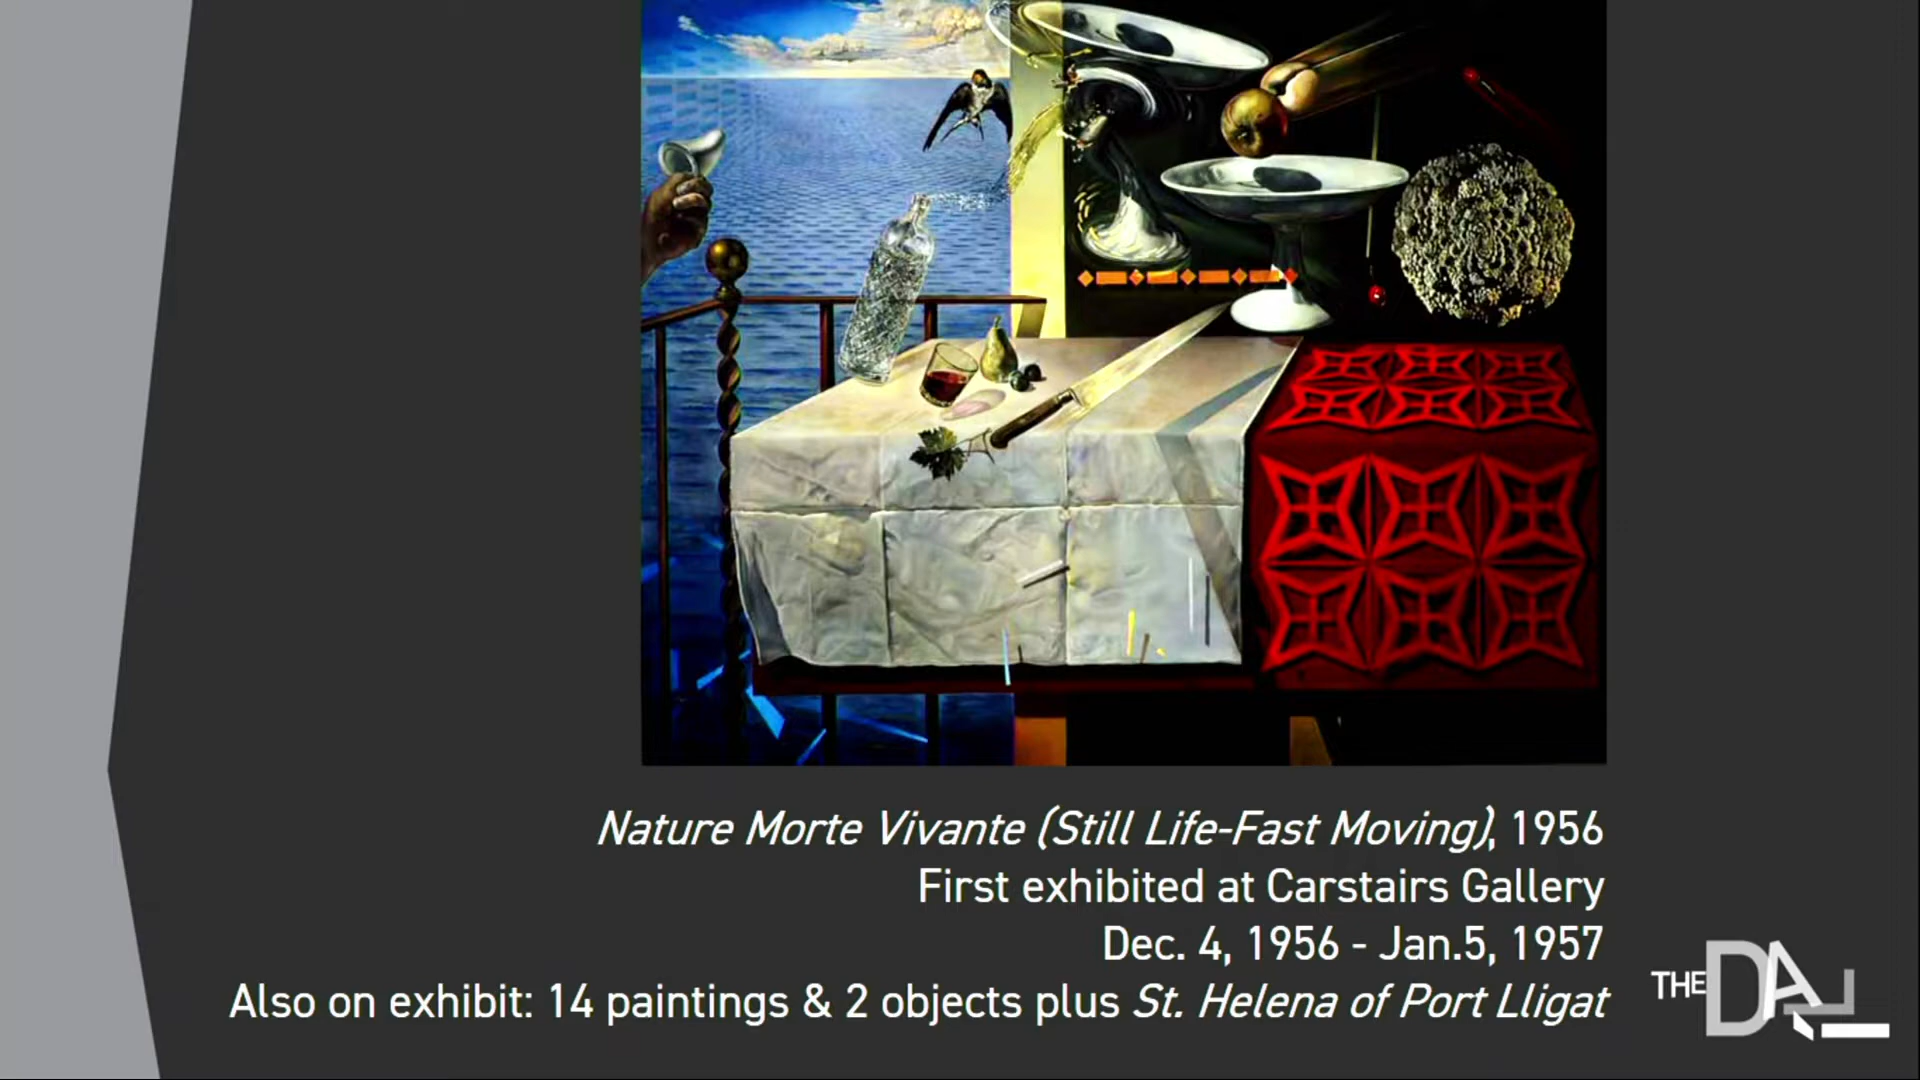 Nature Morte Vivante (Still Life-Fast Moving), 1956
First exhibited at Carstairs Gallery
Dec. 4, 1956 - Jan.5, 1957
Also on exhibit: 14 paintings & 2 objects plus St. Helena of Port Lligat
THE DALI